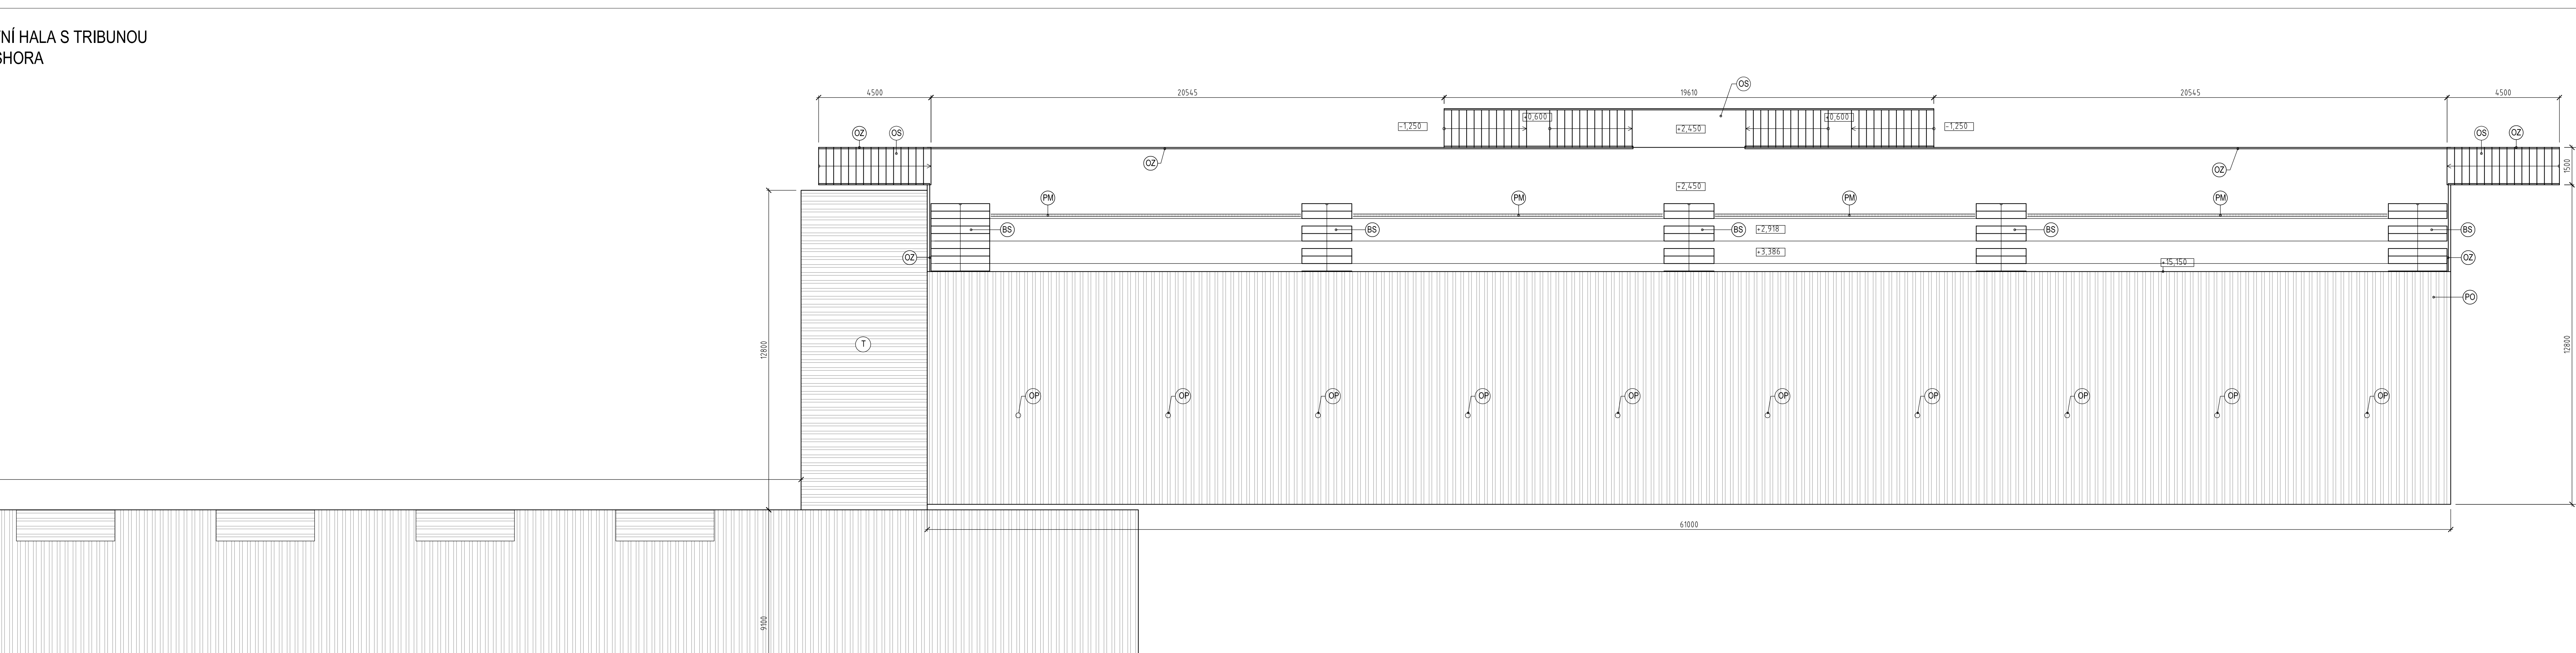 NÍ HALA S TRIBUNOU
SHORA
OS
4500 20545 19610 20545 4500
+0,600 +0,600
-1,250 +2,450 -1,250
OZ OS OS OZ
OZ OZ
1500
+2,450
PM PM PM PM
BS BS BS +2,918 BS BS
+3,386
OZ OZ
+15,150
PO
T
12800 12800
OP OP OP OP OP OP OP OP OP OP
61000
9100